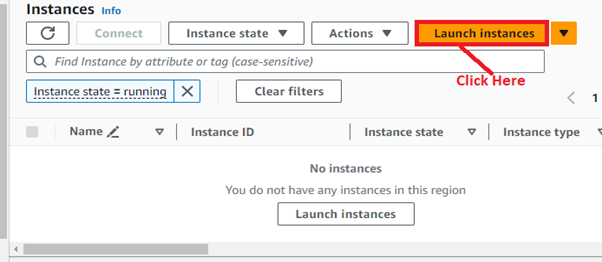 Instances Info
Connect Instance state Actions Launch instances
Find Instance by attribute or tag (case-sensitive)
Click Here
Instance state = running Clear filters
1
Name Instance ID Instance state Instance type
No instances
You do not have any instances in this region
Launch instances